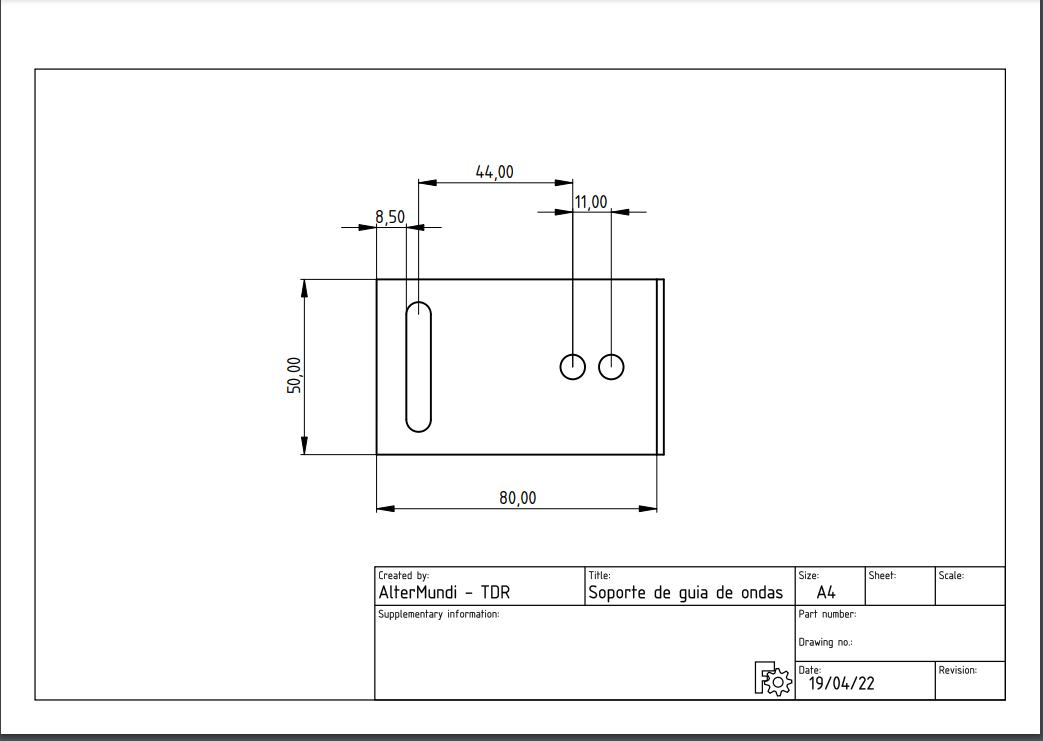 44,00
11,00
8,50
50,00
80,00
Created by:
AlterMundi - TDR
Title:
Soporte de guia de ondas
Size:
A4
Sheet:
Scale:
Supplementary information:
Part number:
Drawing no.:
Date:
19/04/22
Revision: